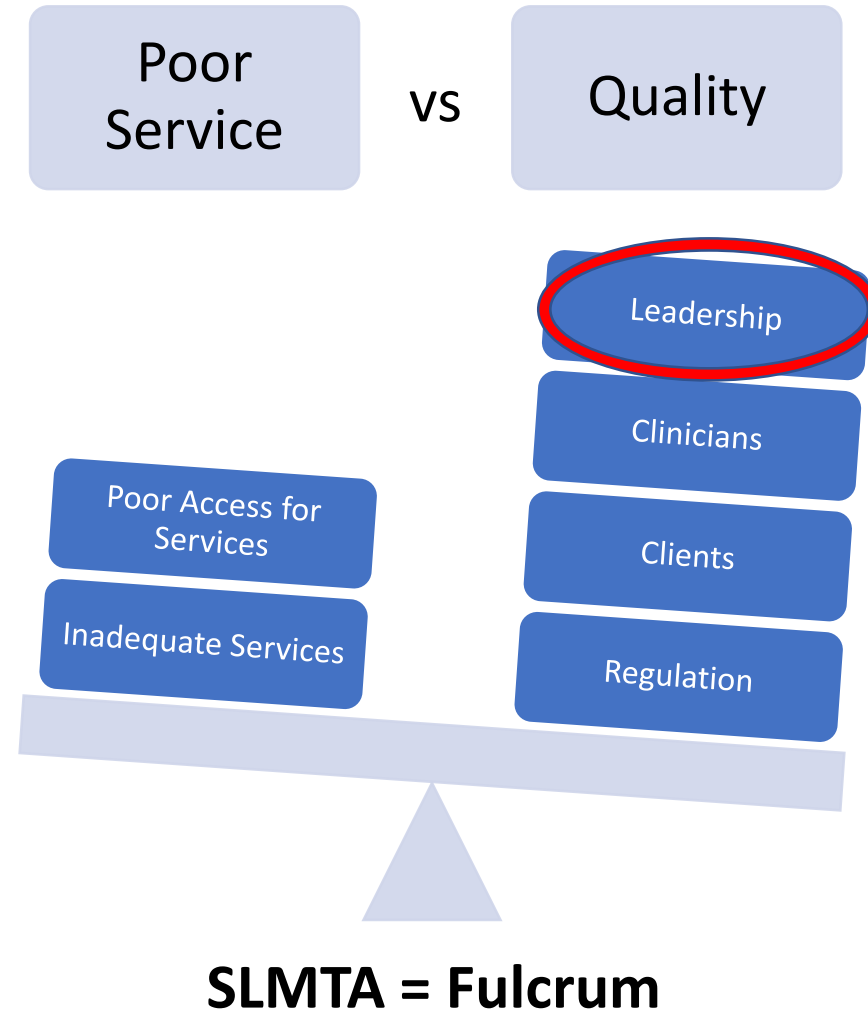 Poor
Service
vs
Quality
Leadership
Clinicians
Clients
Regulation
Poor Access for
Services
Inadequate Services
SLMTA = Fulcrum